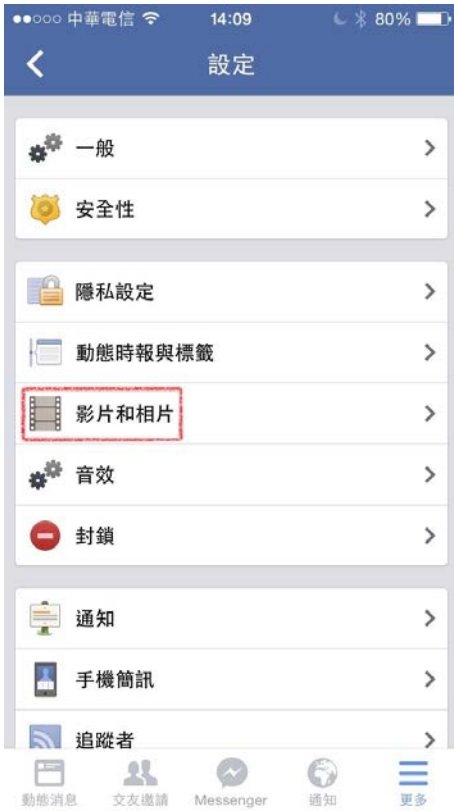 中華電信 14:09 80%
設定
一般
安全性
隱私設定
動態時報與標籤
影片和相片
音效
封鎖
通知
手機簡訊
追蹤者
動態消息 交友邀請 Messenger 通知 更多